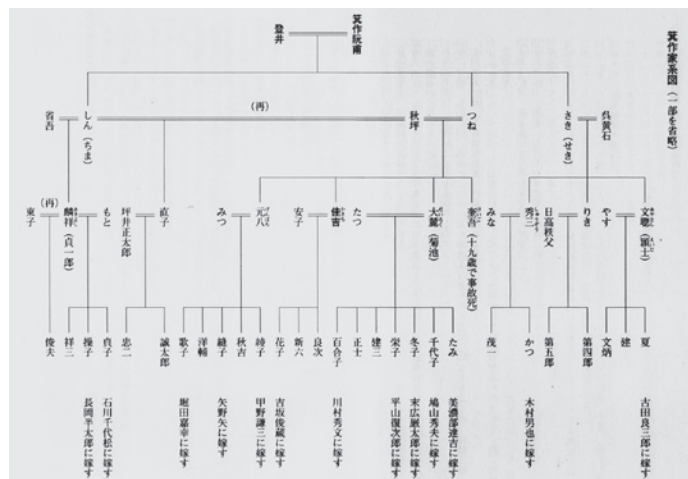 箕作家系図(一部を省略)
箕作阮甫
登井
呉黄石
さき(せき)
つね
秋坪
(再)
しん(ちま)
省吾
文聰
やす
りき
日高秩父
秀三
みな
奎吾(十九歳で事故死)
大麓(菊池)
たつ
佳吉
安子
元八
みつ
直子
坪井正太郎
もと
麟祥(貞一郎)
(再)
東子
夏
建
文炳
第四郎
第五郎
かつ
茂一
たみ
千代子
冬子
栄子
建三
正士
百合子
良次
新六
花子
綾子
秋吉
縫子
洋輔
歌子
誠太郎
忠二
貞子
操子
祥三
俊夫
古田良三郎に嫁す
木村男也に嫁す
美濃部達吉に嫁す
鳩山秀夫に嫁す
末広厳太郎に嫁す
平山復次郎に嫁す
川村秀文に嫁す
吉坂俊蔵に嫁す
甲野謙三に嫁す
矢野矢に嫁す
堀田嘉幸に嫁す
石川千代松に嫁す
長岡半太郎に嫁す